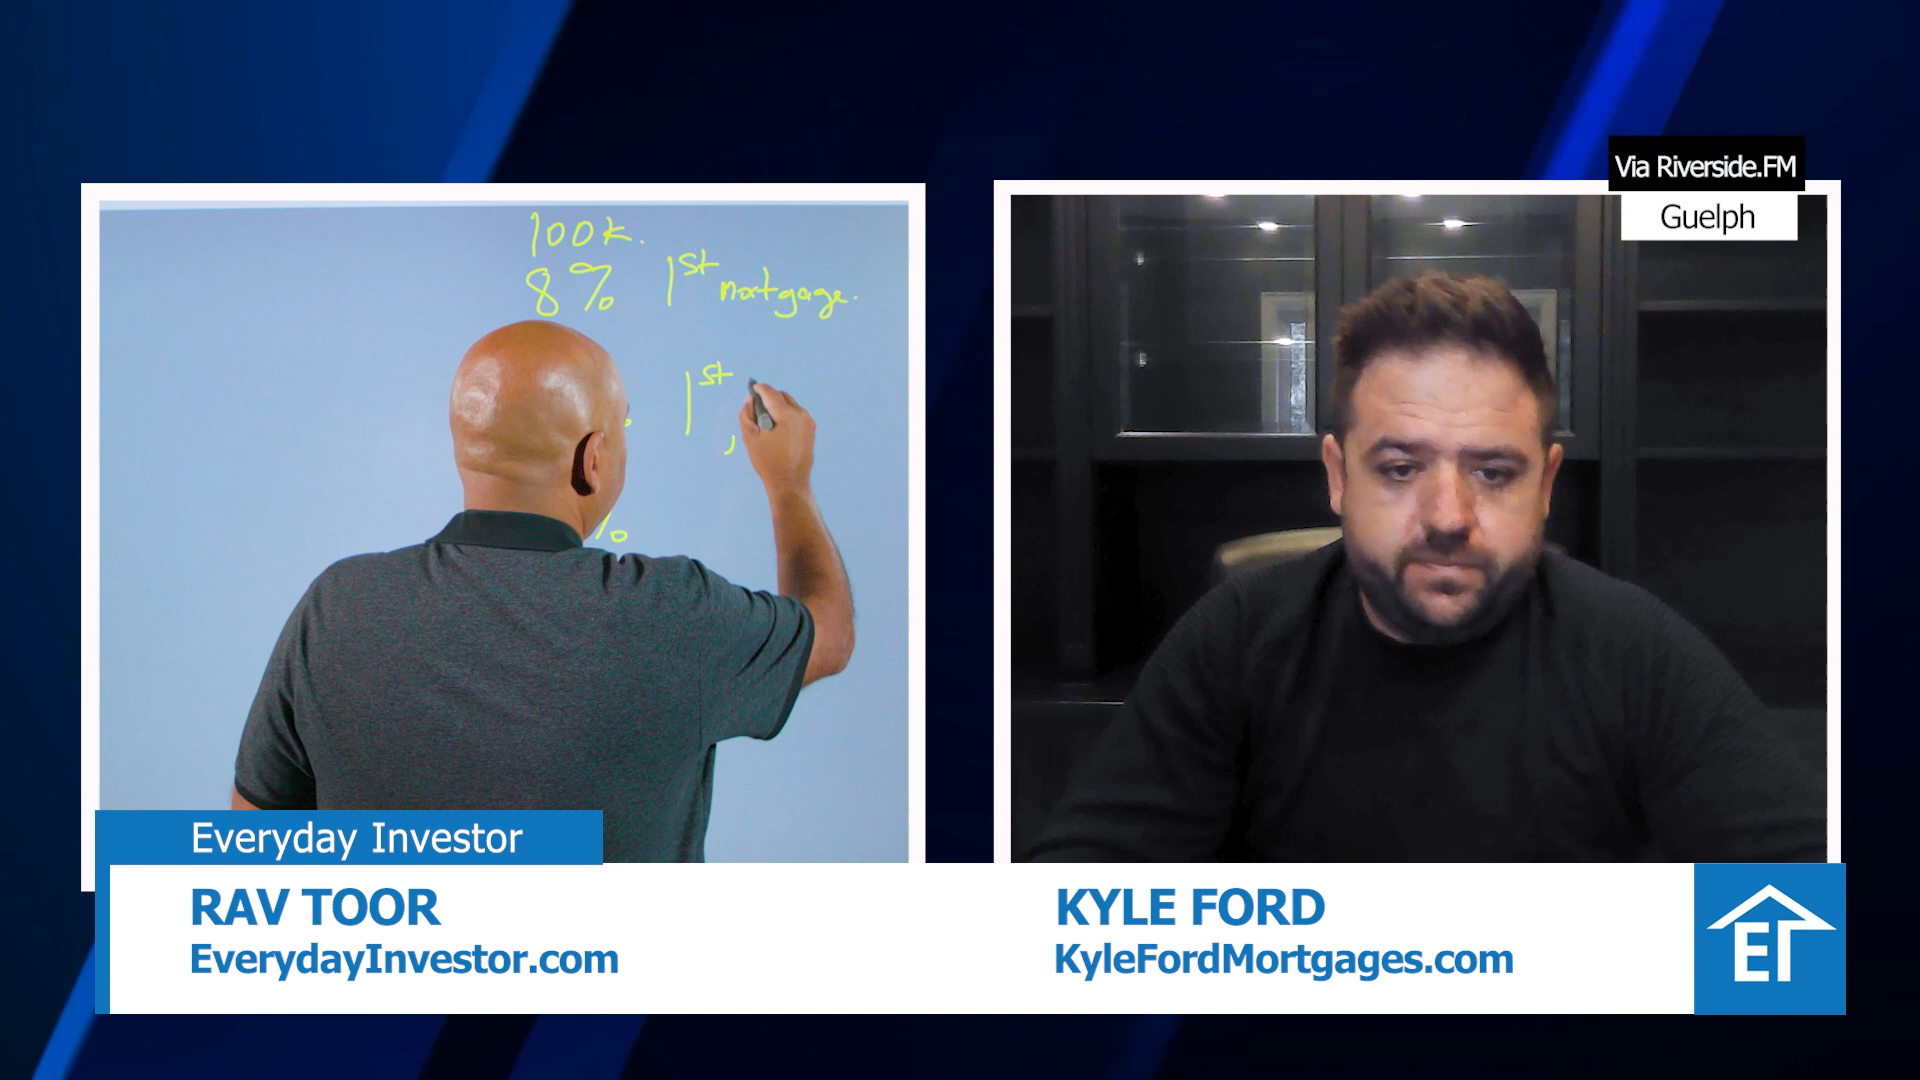 Via Riverside.FM
Guelph
100k.
8% 1st mortgage.
1st
%
Everyday Investor
RAV TOOR
EverydayInvestor.com
KYLE FORD
KyleFordMortgages.com
EI